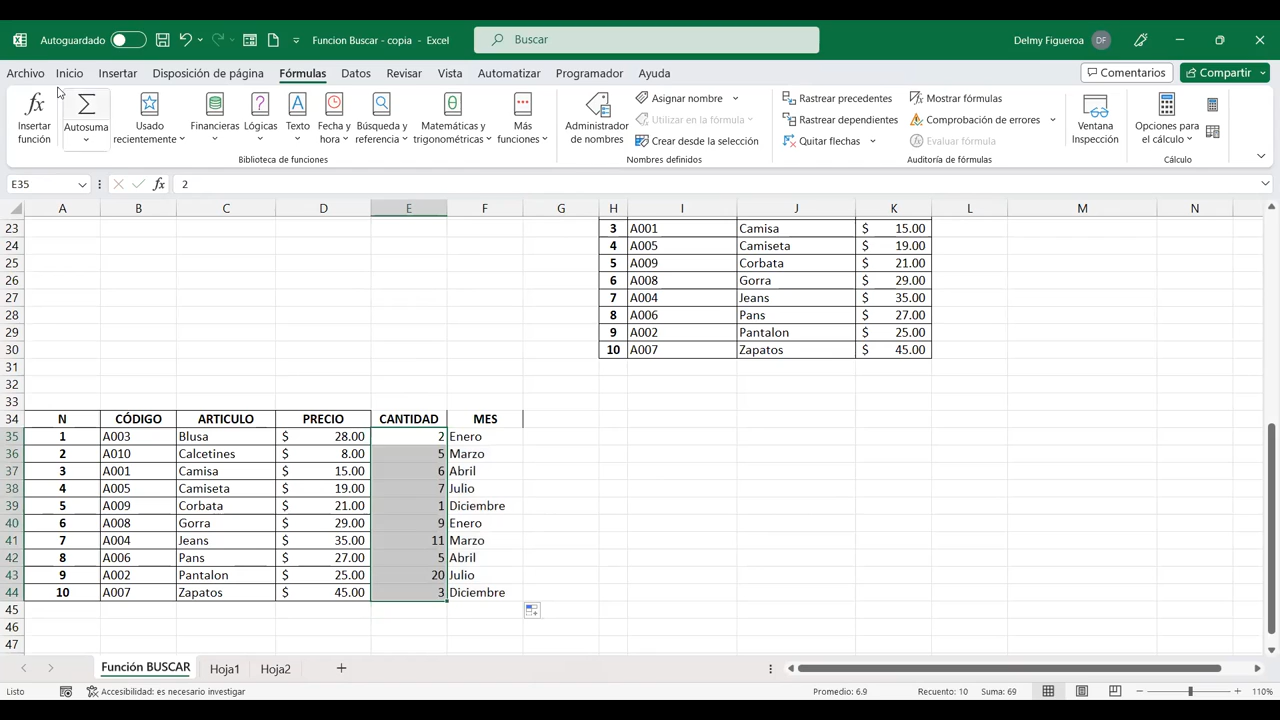 Autoguardado
Funcion Buscar - copia - Excel
Buscar
Delmy Figueroa DF
Archivo Inicio Insertar Disposición de página Fórmulas Datos Revisar Vista Automatizar Programador Ayuda
Comentarios Compartir
Insertar función
Autosuma
Usado recientemente
Financieras
Lógicas
Texto
Fecha y hora
Búsqueda y referencia
Matemáticas y trigonométricas
Más funciones
Biblioteca de funciones
Administrador de nombres
Asignar nombre
Utilizar en la fórmula
Crear desde la selección
Nombres definidos
Rastrear precedentes
Rastrear dependientes
Quitar flechas
Mostrar fórmulas
Comprobación de errores
Evaluar fórmula
Auditoría de fórmulas
Ventana Inspección
Opciones para el cálculo
Cálculo
E35 fx 2
A B C D E F G H I J K L M N
23 3 A001 Camisa $ 15.00
24 4 A005 Camiseta $ 19.00
25 5 A009 Corbata $ 21.00
26 6 A008 Gorra $ 29.00
27 7 A004 Jeans $ 35.00
28 8 A006 Pans $ 27.00
29 9 A002 Pantalon $ 25.00
30 10 A007 Zapatos $ 45.00
31
32
33
34 N CÓDIGO ARTICULO PRECIO CANTIDAD MES
35 1 A003 Blusa $ 28.00 2 Enero
36 2 A010 Calcetines $ 8.00 5 Marzo
37 3 A001 Camisa $ 15.00 6 Abril
38 4 A005 Camiseta $ 19.00 7 Julio
39 5 A009 Corbata $ 21.00 1 Diciembre
40 6 A008 Gorra $ 29.00 9 Enero
41 7 A004 Jeans $ 35.00 11 Marzo
42 8 A006 Pans $ 27.00 5 Abril
43 9 A002 Pantalon $ 25.00 20 Julio
44 10 A007 Zapatos $ 45.00 3 Diciembre
45
46
47
Función BUSCAR Hoja1 Hoja2
Listo Accesibilidad: es necesario investigar Promedio: 6.9 Recuento: 10 Suma: 69 110%